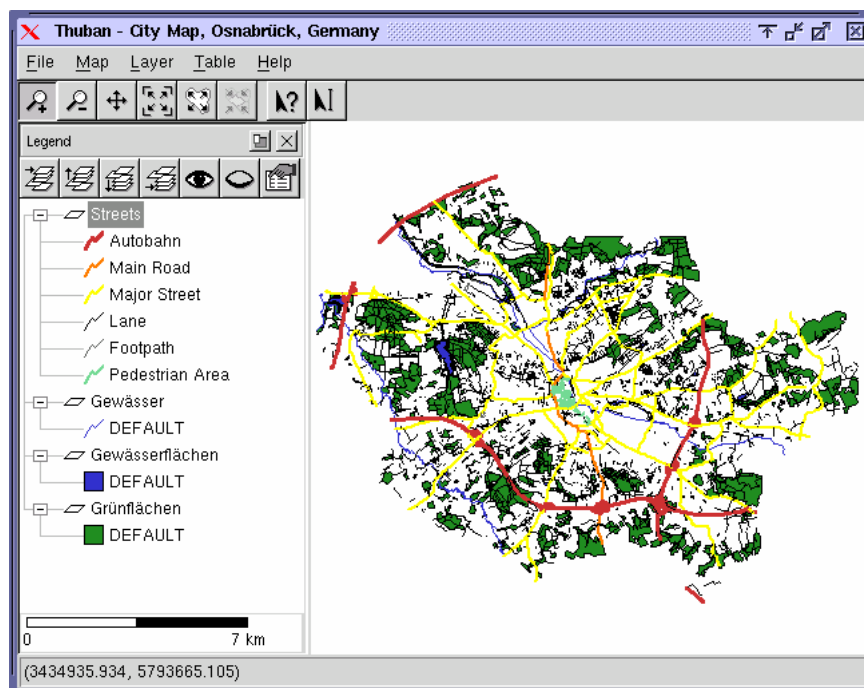 Thuban - City Map, Osnabrück, Germany
File Map Layer Table Help
Legend
Streets
Autobahn
Main Road
Major Street
Lane
Footpath
Pedestrian Area
Gewässer
DEFAULT
Gewässerflächen
DEFAULT
Grünflächen
DEFAULT
0 7 km
(3434935.934, 5793665.105)